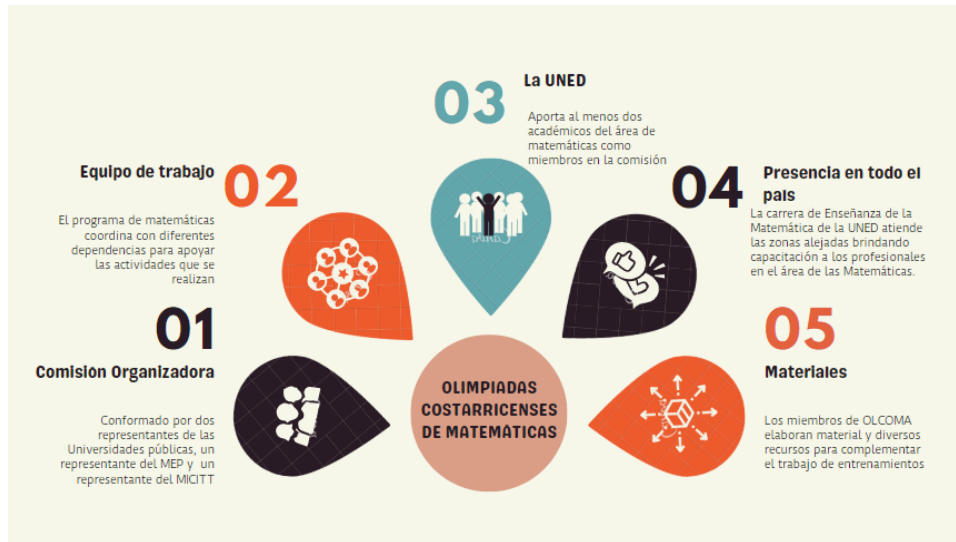 01
Comisión Organizadora
Conformado por dos
representantes de las
Universidades públicas, un
representante del MEP y un
representante del MICITT
02
Equipo de trabajo
El programa de matemáticas
coordina con diferentes
dependencias para apoyar
las actividades que se
realizan
03
La UNED
Aporta al menos dos
académicos del área de
matemáticas como
miembros en la comisión
04
Presencia en todo el
país
La carrera de Enseñanza de la
Matemática de la UNED atiende
las zonas alejadas brindando
capacitación a los profesionales
en el área de las Matemáticas.
05
Materiales
Los miembros de OLCOMA
elaboran material y diversos
recursos para complementar
el trabajo de entrenamientos
OLIMPIADAS
COSTARRICENSES
DE MATEMÁTICAS
Canva